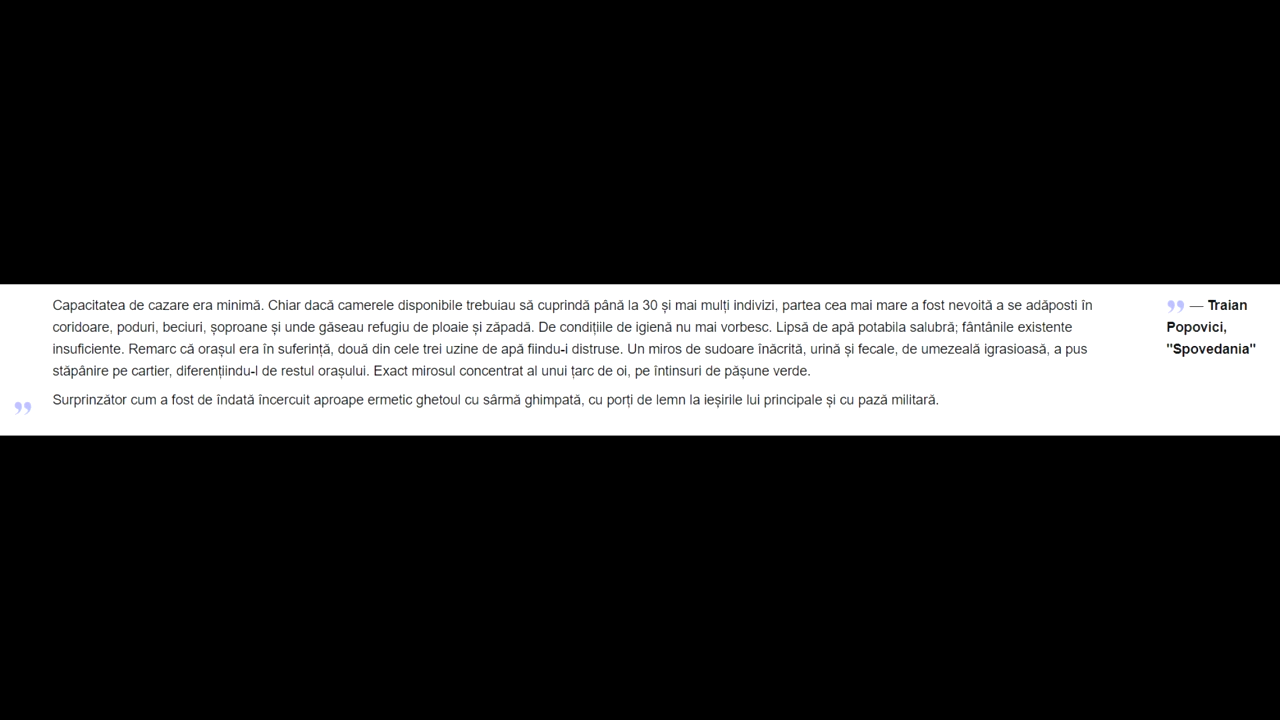 Capacitatea de cazare era minimă. Chiar dacă camerele disponibile trebuiau să cuprindă până la 30 și mai mulți indivizi, partea cea mai mare a fost nevoită a se adăposti în
coridoare, poduri, beciuri, șoproane și unde găseau refugiu de ploaie și zăpadă. De condițiile de igienă nu mai vorbesc. Lipsă de apă potabila salubră; fântânile existente
insuficiente. Remarc că orașul era în suferință, două din cele trei uzine de apă fiindu-i distruse. Un miros de sudoare înăcrită, urină și fecale, de umezeală igrasioasă, a pus
stăpânire pe cartier, diferențiindu-l de restul orașului. Exact mirosul concentrat al unui țarc de oi, pe întinsuri de pășune verde.
Surprinzător cum a fost de îndată încercuit aproape ermetic ghetoul cu sârmă ghimpată, cu porți de lemn la ieșirile lui principale și cu pază militară.
” — Traian
Popovici,
"Spovedania"
”